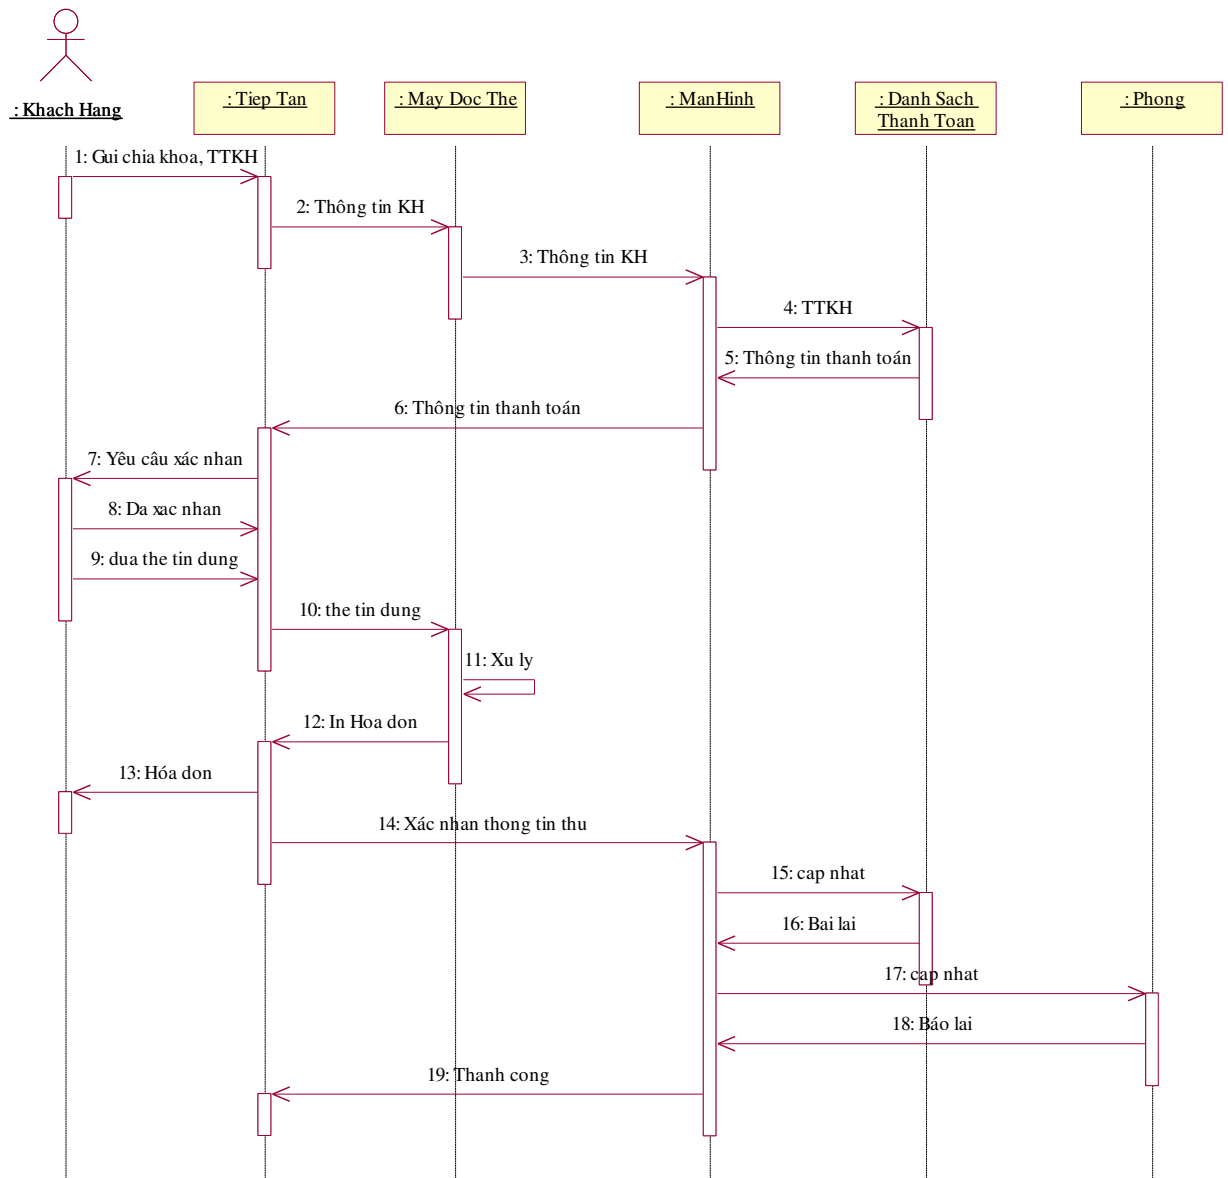 : Khach Hang
: Tiep Tan
: May Doc The
: ManHinh
: Danh Sach
Thanh Toan
: Phong
1: Gui chia khoa, TTKH
2: Thông tin KH
3: Thông tin KH
4: TTKH
5: Thông tin thanh toán
6: Thông tin thanh toán
7: Yêu câu xác nhan
8: Da xac nhan
9: dua the tin dung
10: the tin dung
11: Xu ly
12: In Hoa don
13: Hóa don
14: Xác nhan thong tin thu
15: cap nhat
16: Bai lai
17: cap nhat
18: Báo lai
19: Thanh cong